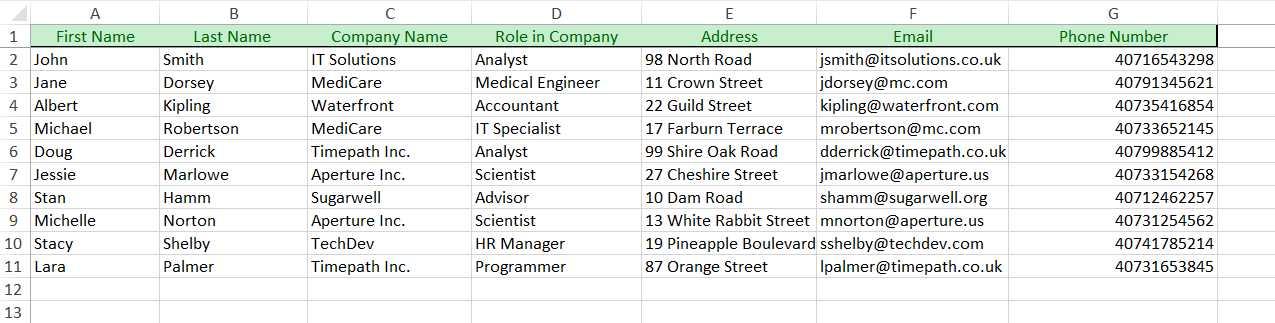 A B C D E F G
1 First Name Last Name Company Name Role in Company Address Email Phone Number
2 John Smith IT Solutions Analyst 98 North Road jsmith@itsolutions.co.uk 40716543298
3 Jane Dorsey MediCare Medical Engineer 11 Crown Street jdorsey@mc.com 40791345621
4 Albert Kipling Waterfront Accountant 22 Guild Street kipling@waterfront.com 40735416854
5 Michael Robertson MediCare IT Specialist 17 Farburn Terrace mrobertson@mc.com 40733652145
6 Doug Derrick Timepath Inc. Analyst 99 Shire Oak Road dderrick@timepath.co.uk 40799885412
7 Jessie Marlowe Aperture Inc. Scientist 27 Cheshire Street jmarlowe@aperture.us 40733154268
8 Stan Hamm Sugarwell Advisor 10 Dam Road shamm@sugarwell.org 40712462257
9 Michelle Norton Aperture Inc. Scientist 13 White Rabbit Street mnorton@aperture.us 40731254562
10 Stacy Shelby TechDev HR Manager 19 Pineapple Boulevard sshelby@techdev.com 40741785214
11 Lara Palmer Timepath Inc. Programmer 87 Orange Street lpalmer@timepath.co.uk 40731653845
12
13